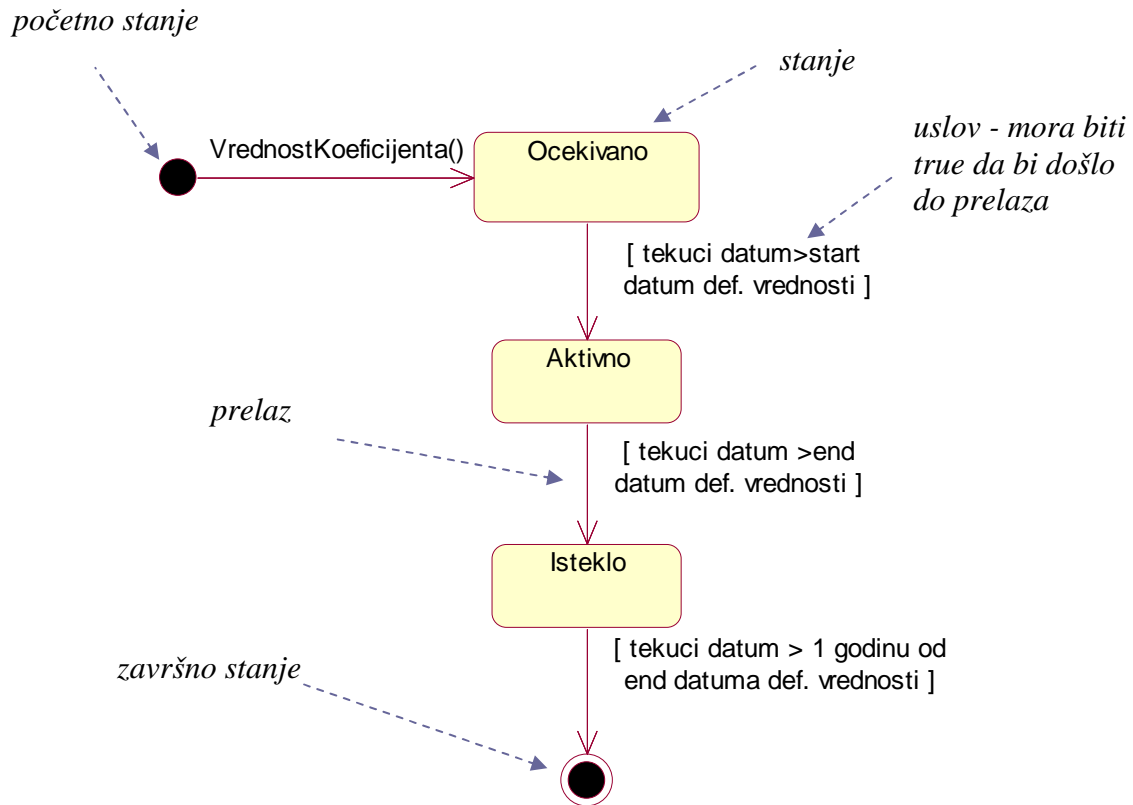 početno stanje
stanje
uslov - mora biti
true da bi došlo
do prelaza
VrednostKoeficijenta()
Ocekivano
[ tekuci datum>start
datum def. vrednosti ]
Aktivno
prelaz
[ tekuci datum >end
datum def. vrednosti ]
Isteklo
[ tekuci datum > 1 godinu od
end datuma def. vrednosti ]
završno stanje